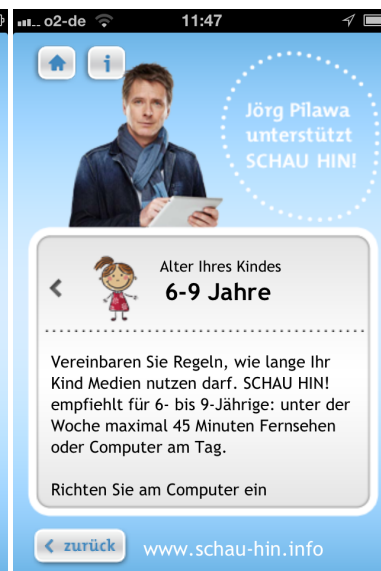 o2-de 11:47
i
Jörg Pilawa
unterstützt
SCHAU HIN!
Alter Ihres Kindes
6-9 Jahre
Vereinbaren Sie Regeln, wie lange Ihr
Kind Medien nutzen darf. SCHAU HIN!
empfiehlt für 6- bis 9-Jährige: unter der
Woche maximal 45 Minuten Fernsehen
oder Computer am Tag.
Richten Sie am Computer ein
zurück www.schau-hin.info